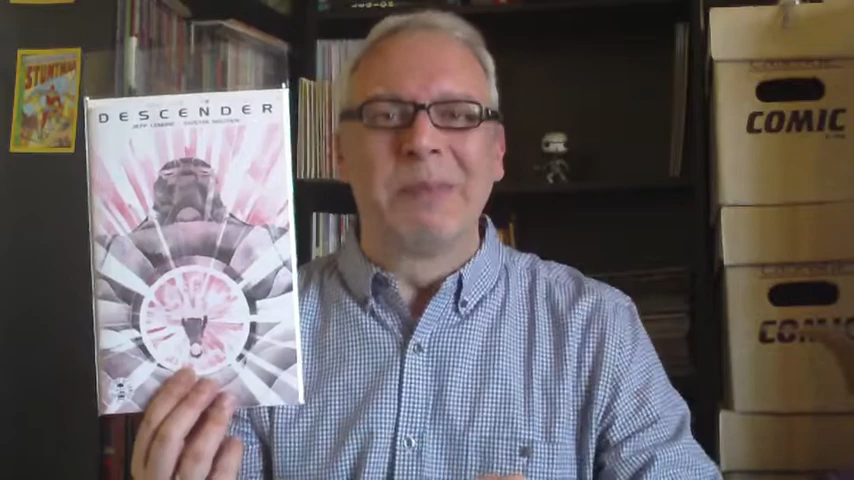 STUNTMAN
DESCENDER
JEFF LEMIRE · DUSTIN NGUYEN
COMIC
COMIC